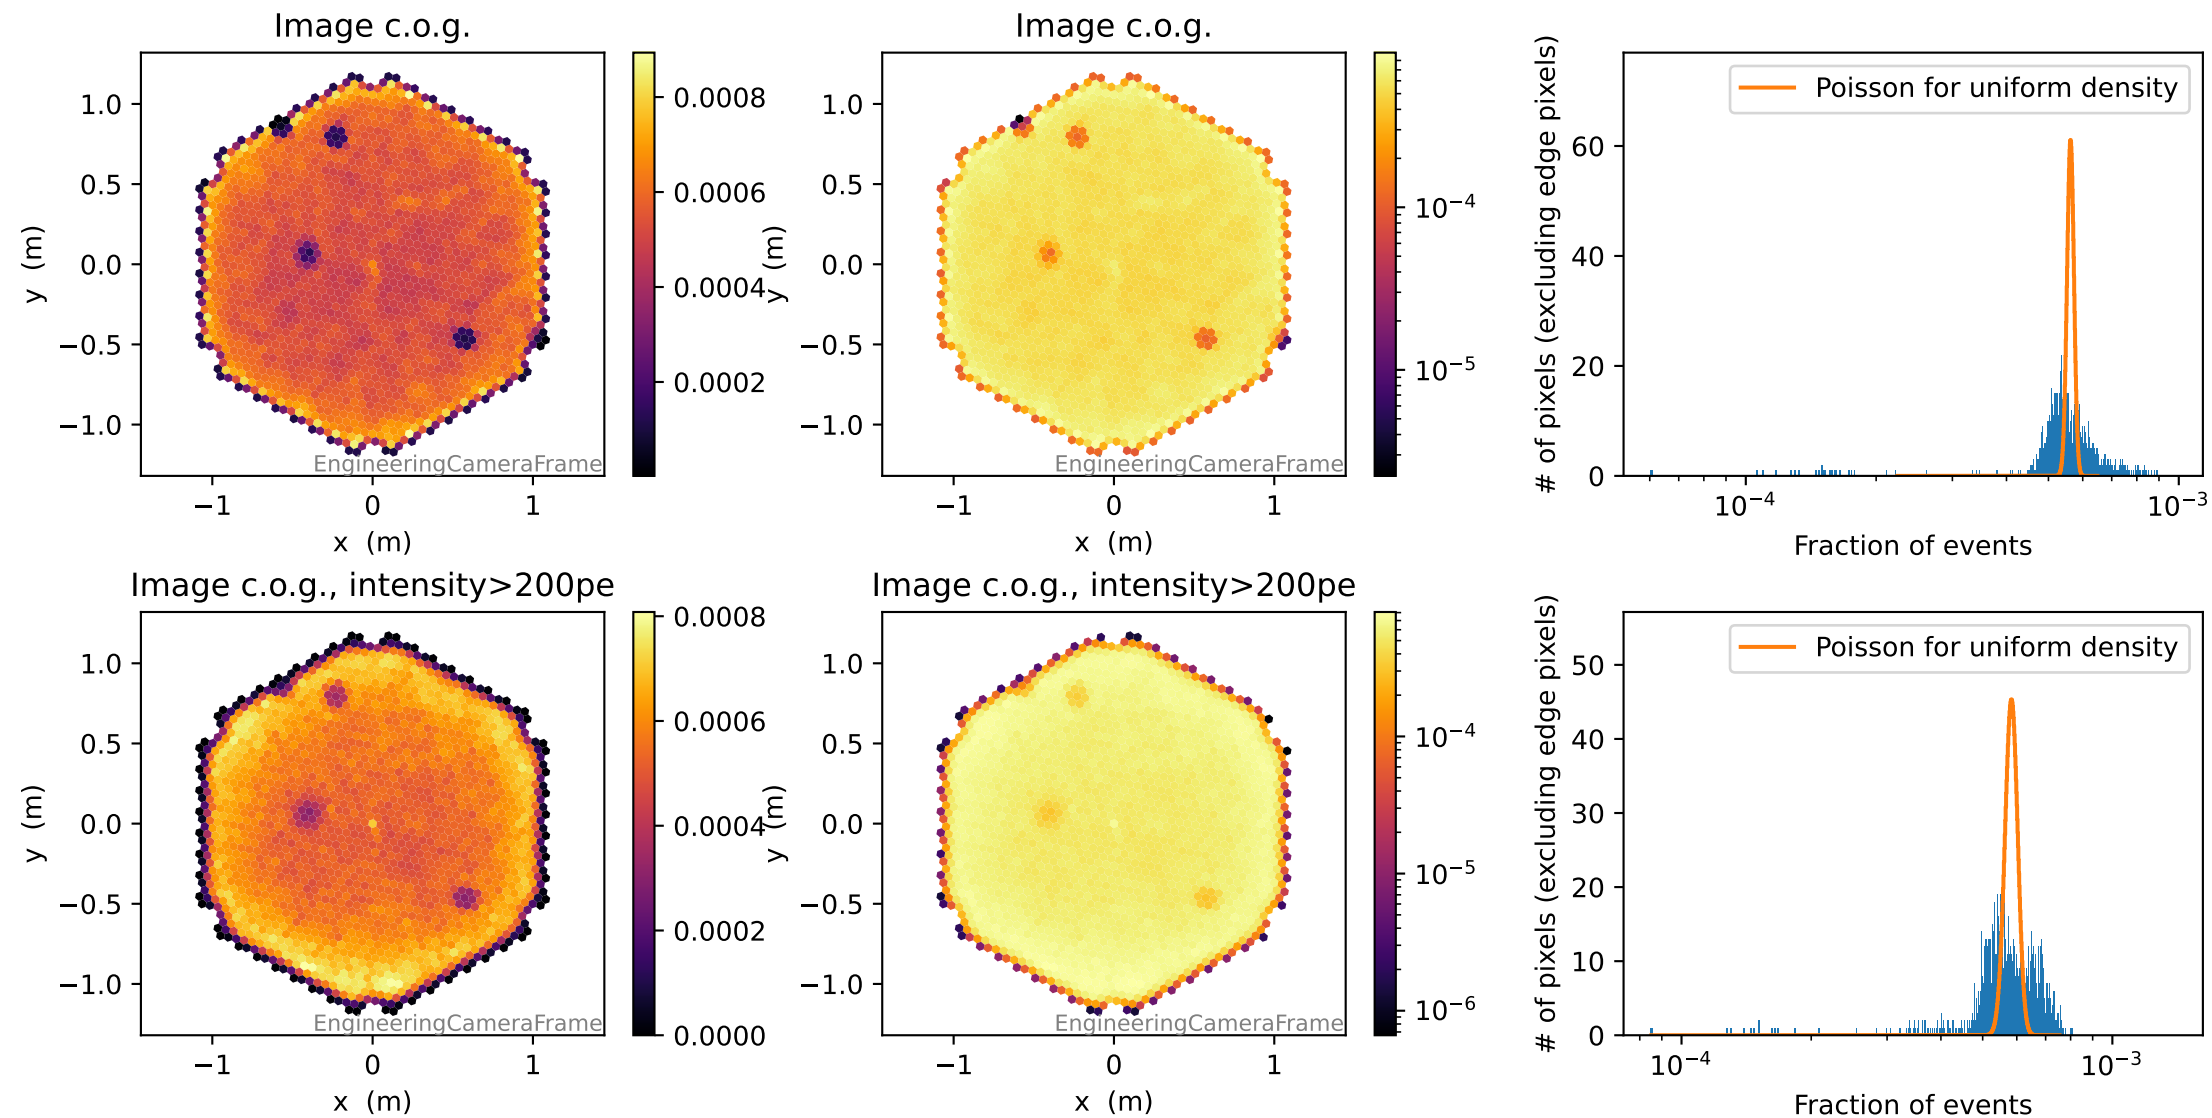 Image c.o.g.
1.0
0.5
0.0
−0.5
−1.0
y (m)
−1
0
1
x (m)
EngineeringCameraFrame
0.0008
0.0006
0.0004
0.0002
Image c.o.g.
1.0
0.5
0.0
−0.5
−1.0
y (m)
−1
0
1
x (m)
EngineeringCameraFrame
10⁻⁴
10⁻⁵
Poisson for uniform density
60
40
20
0
# of pixels (excluding edge pixels)
10⁻⁴
10⁻³
Fraction of events
Image c.o.g., intensity>200pe
1.0
0.5
0.0
−0.5
−1.0
y (m)
−1
0
1
x (m)
EngineeringCameraFrame
0.0008
0.0006
0.0004
0.0002
0.0000
Image c.o.g., intensity>200pe
1.0
0.5
0.0
−0.5
−1.0
y (m)
−1
0
1
x (m)
EngineeringCameraFrame
10⁻⁴
10⁻⁵
10⁻⁶
Poisson for uniform density
50
40
30
20
10
0
# of pixels (excluding edge pixels)
10⁻⁴
10⁻³
Fraction of events